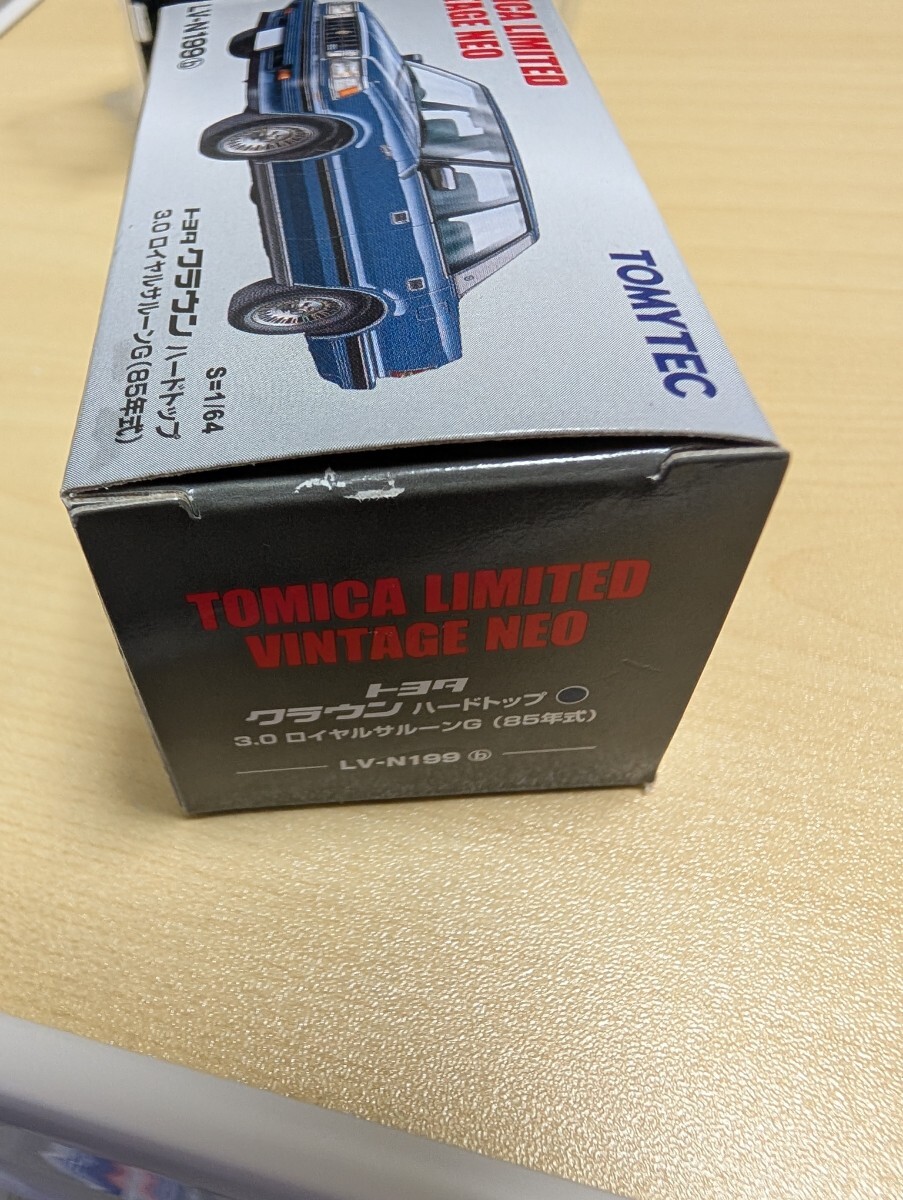 LV-N199 ⓑ
ICA LIMITED
TAGE NEO
トヨタ クラウン ハードトップ
3.0 ロイヤルサルーンG(85年式)
S=1/64
TOMYTEC
TOMICA LIMITED
VINTAGE NEO
トヨタ
クラウン ハードトップ
3.0 ロイヤルサルーンG (85年式)
LV-N199 ⓑ